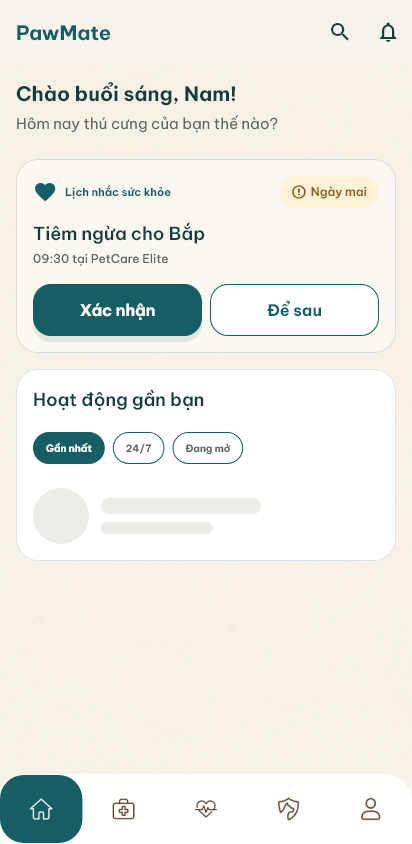 PawMate
Chào buổi sáng, Nam!
Hôm nay thú cưng của bạn thế nào?
Lịch nhắc sức khỏe
Ngày mai
Tiêm ngừa cho Bắp
09:30 tại PetCare Elite
Xác nhận
Để sau
Hoạt động gần bạn
Gần nhất
24/7
Đang mở